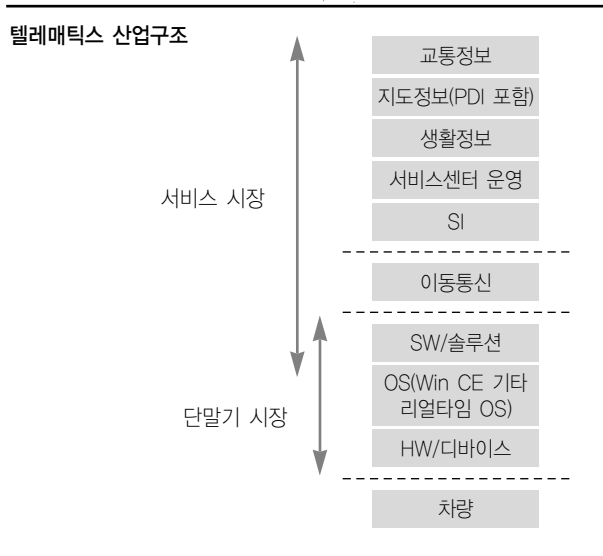 텔레매틱스 산업구조
교통정보
지도정보(PDI 포함)
생활정보
서비스센터 운영
서비스 시장
SI
이동통신
SW/솔루션
OS(Win CE 기타
리얼타임 OS)
단말기 시장
HW/디바이스
차량